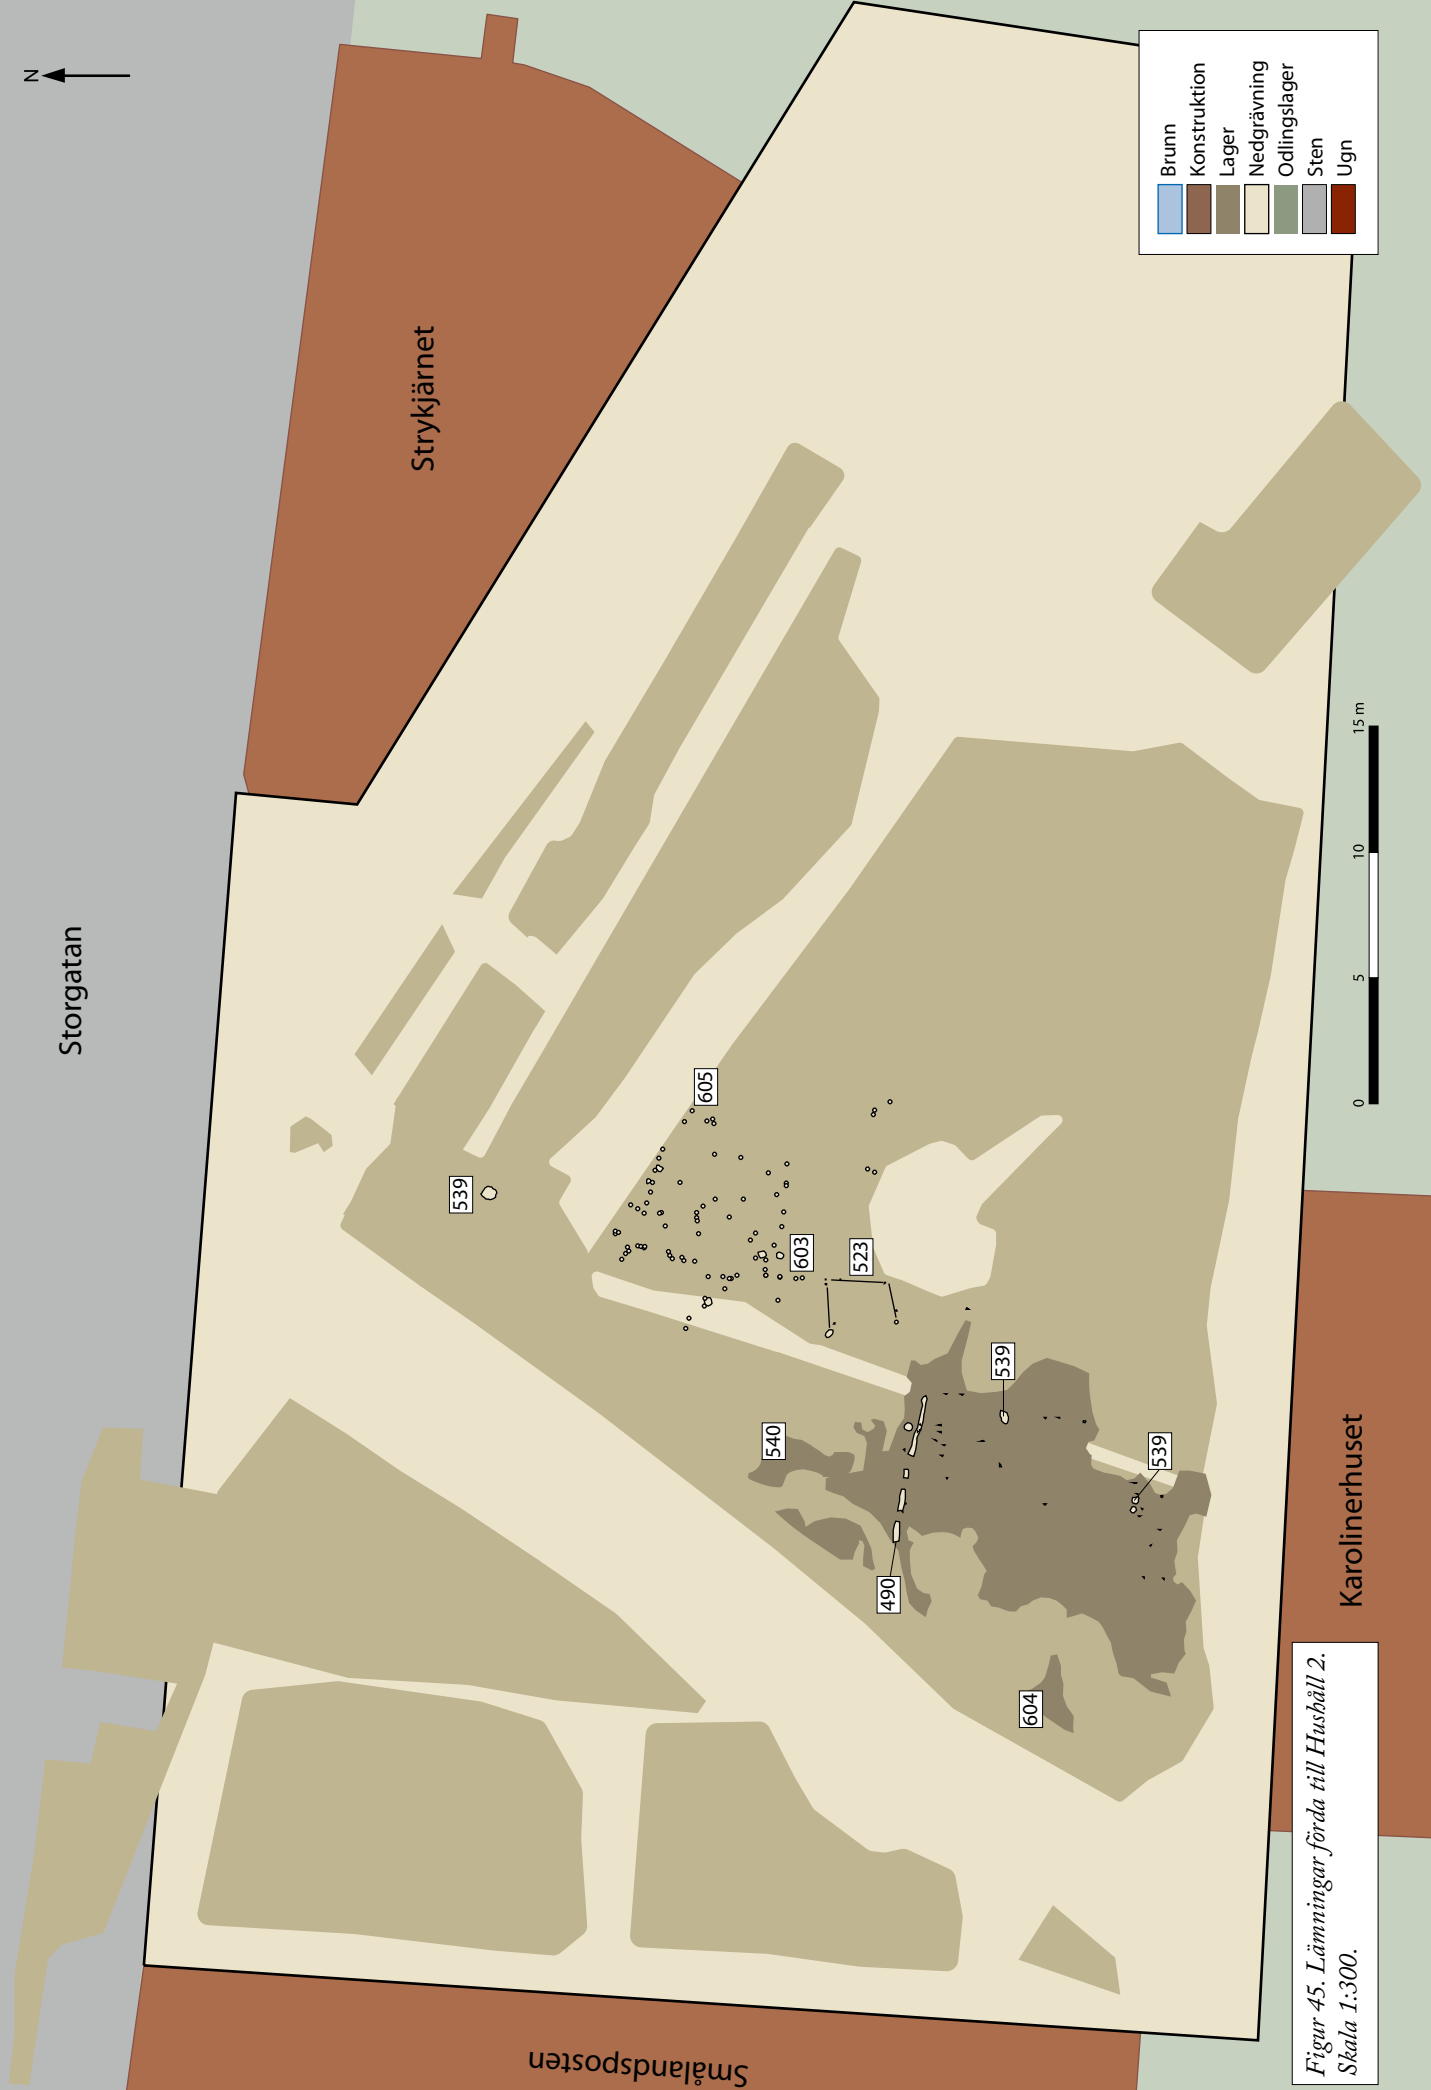 N
Storgatan
Strykjärnet
Smålandsposten
Karolinerhuset
539
605
603
523
540
539
539
490
604
Brunn
Konstruktion
Lager
Nedgrävning
Odlingslager
Sten
Ugn
0 5 10 15 m
Figur 45. Lämningar förda till Hushåll 2.
Skala 1:300.